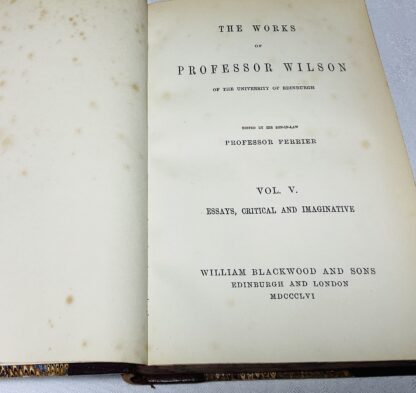 THE WORKS
OF
PROFESSOR WILSON
OF THE UNIVERSITY OF EDINBURGH
EDITED BY HIS SON-IN-LAW
PROFESSOR FERRIER
VOL. V.
ESSAYS, CRITICAL AND IMAGINATIVE
WILLIAM BLACKWOOD AND SONS
EDINBURGH AND LONDON
MDCCCLVI